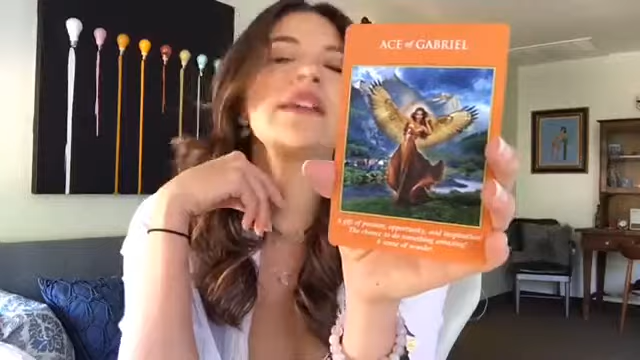 ACE of GABRIEL
A gift of passion, opportunity, and inspiration!
The chance to do something amazing!
A sense of wonder.